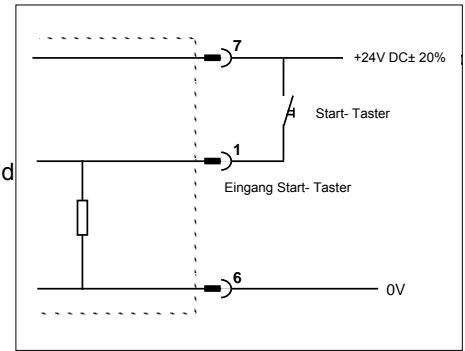 7
+24V DC± 20%
Start- Taster
1
d
Eingang Start- Taster
6
0V